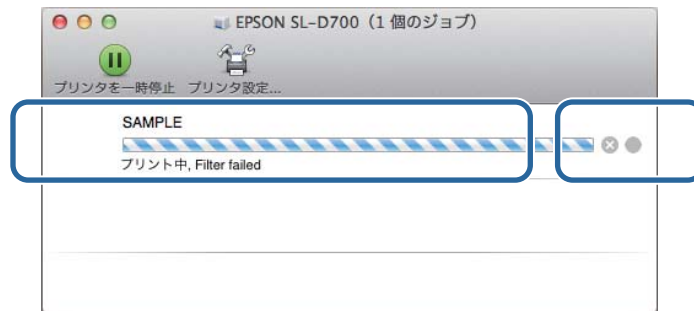 EPSON SL-D700（1 個のジョブ）
プリンタを一時停止 プリンタ設定...
SAMPLE
プリント中, Filter failed